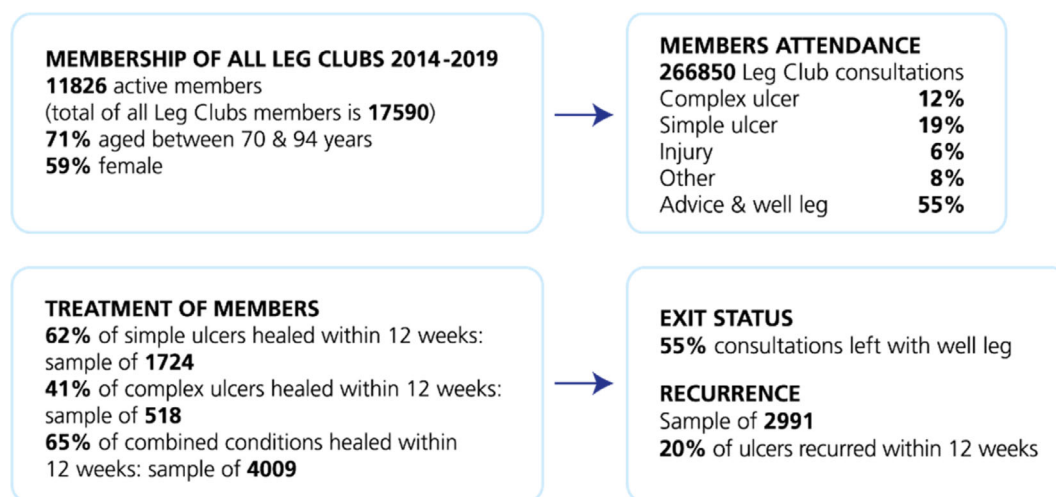 MEMBERSHIP OF ALL LEG CLUBS 2014-2019
11826 active members
(total of all Leg Clubs members is 17590)
71% aged between 70 & 94 years
59% female
MEMBERS ATTENDANCE
266850 Leg Club consultations
Complex ulcer 12%
Simple ulcer 19%
Injury 6%
Other 8%
Advice & well leg 55%
TREATMENT OF MEMBERS
62% of simple ulcers healed within 12 weeks:
sample of 1724
41% of complex ulcers healed within 12 weeks:
sample of 518
65% of combined conditions healed within
12 weeks: sample of 4009
EXIT STATUS
55% consultations left with well leg
RECURRENCE
Sample of 2991
20% of ulcers recurred within 12 weeks